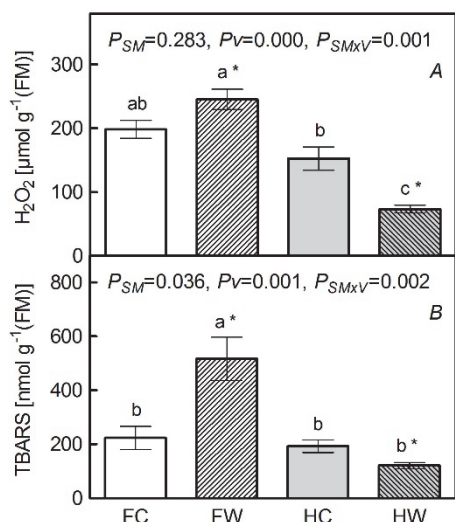 P_SM=0.283, Pv=0.000, P_SMxV=0.001
A
H₂O₂ [µmol g⁻¹(FM)]
300
200
100
0
ab
a *
b
c *
P_SM=0.036, Pv=0.001, P_SMxV=0.002
B
TBARS [nmol g⁻¹(FM)]
800
600
400
200
0
b
a *
b
b *
FC FW HC HW